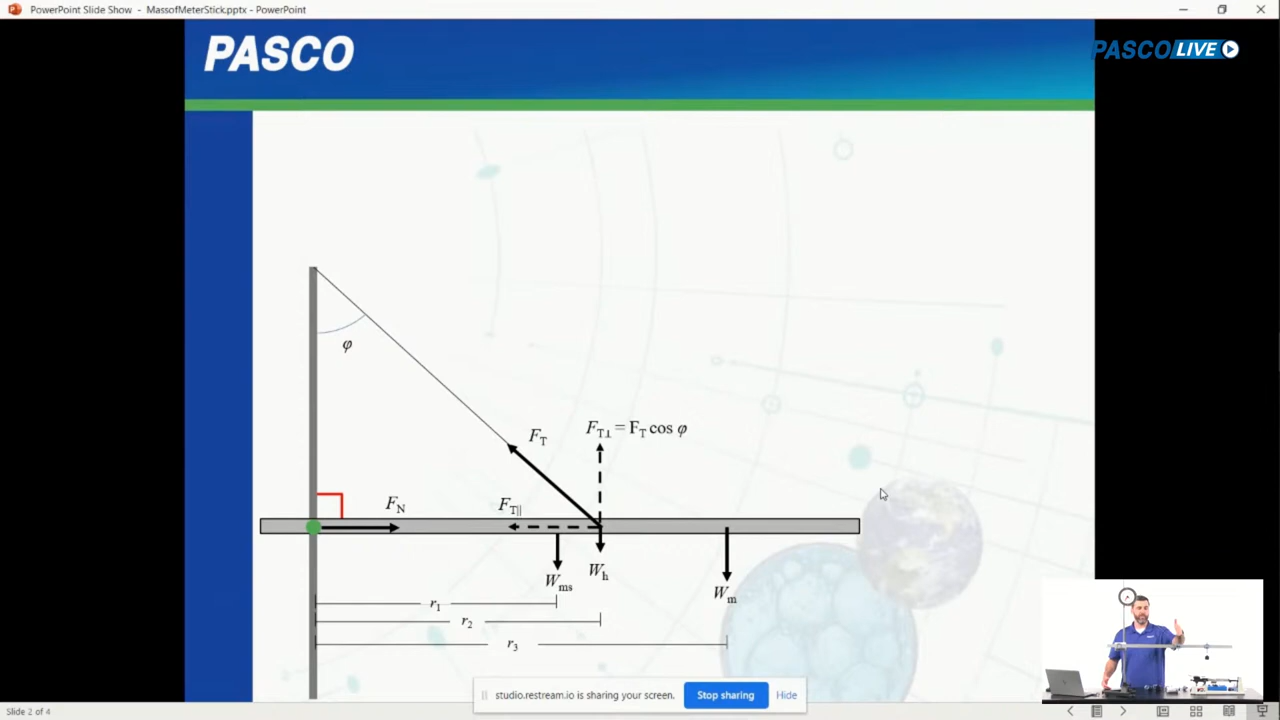 PowerPoint Slide Show - MassofMeterStick.pptx - PowerPoint
PASCO
PASCO LIVE
φ
F_T
F_T⊥ = F_T cos φ
F_N
F_T||
W_ms
W_h
W_m
r_1
r_2
r_3
studio.restream.io is sharing your screen.
Stop sharing
Hide
Slide 2 of 4